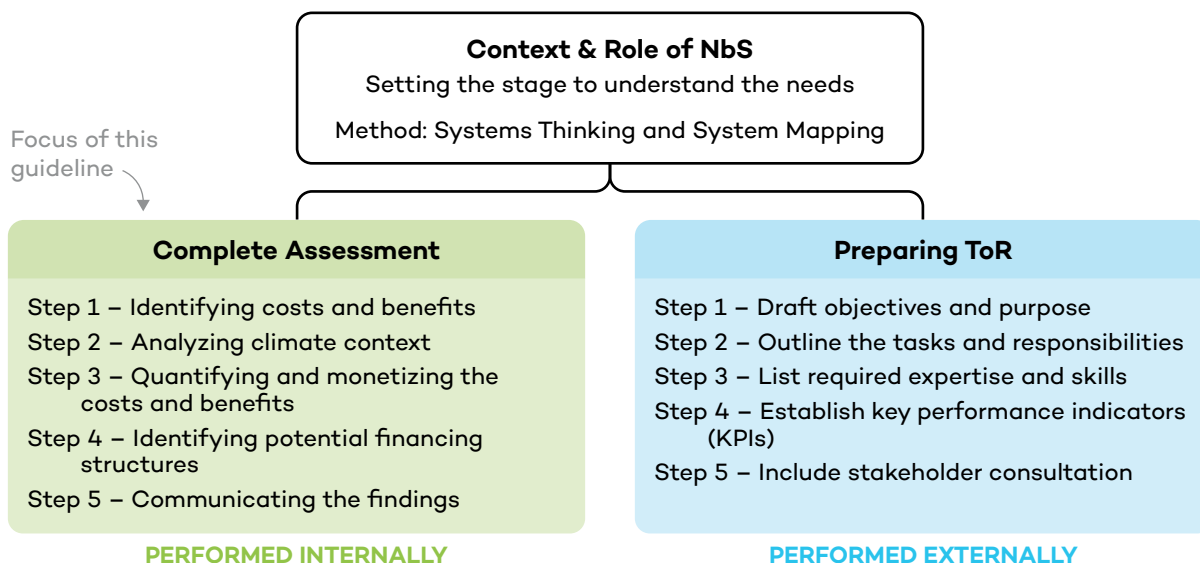 Context & Role of NbS
Setting the stage to understand the needs
Method: Systems Thinking and System Mapping
Focus of this
guideline
Complete Assessment
Step 1 – Identifying costs and benefits
Step 2 – Analyzing climate context
Step 3 – Quantifying and monetizing the
costs and benefits
Step 4 – Identifying potential financing
structures
Step 5 – Communicating the findings
PERFORMED INTERNALLY
Preparing ToR
Step 1 – Draft objectives and purpose
Step 2 – Outline the tasks and responsibilities
Step 3 – List required expertise and skills
Step 4 – Establish key performance indicators
(KPIs)
Step 5 – Include stakeholder consultation
PERFORMED EXTERNALLY